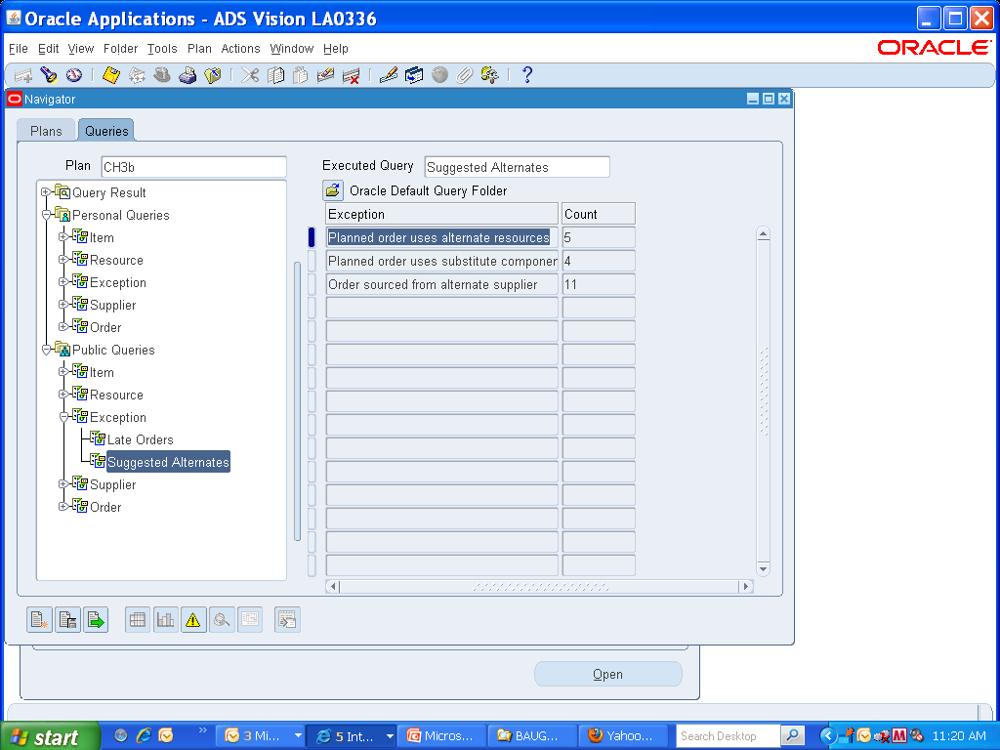 Oracle Applications - ADS Vision LA0336
File Edit View Folder Tools Plan Actions Window Help
ORACLE
Navigator
Plans Queries
Plan CH3b
Executed Query Suggested Alternates
Oracle Default Query Folder
Query Result
Personal Queries
Item
Resource
Exception
Supplier
Order
Public Queries
Item
Resource
Exception
Late Orders
Suggested Alternates
Supplier
Order
Exception Count
Planned order uses alternate resources 5
Planned order uses substitute componer 4
Order sourced from alternate supplier 11
Open
start 3 Mi... 5 Int... Micros... BAUG... Yahoo... Search Desktop 11:20 AM